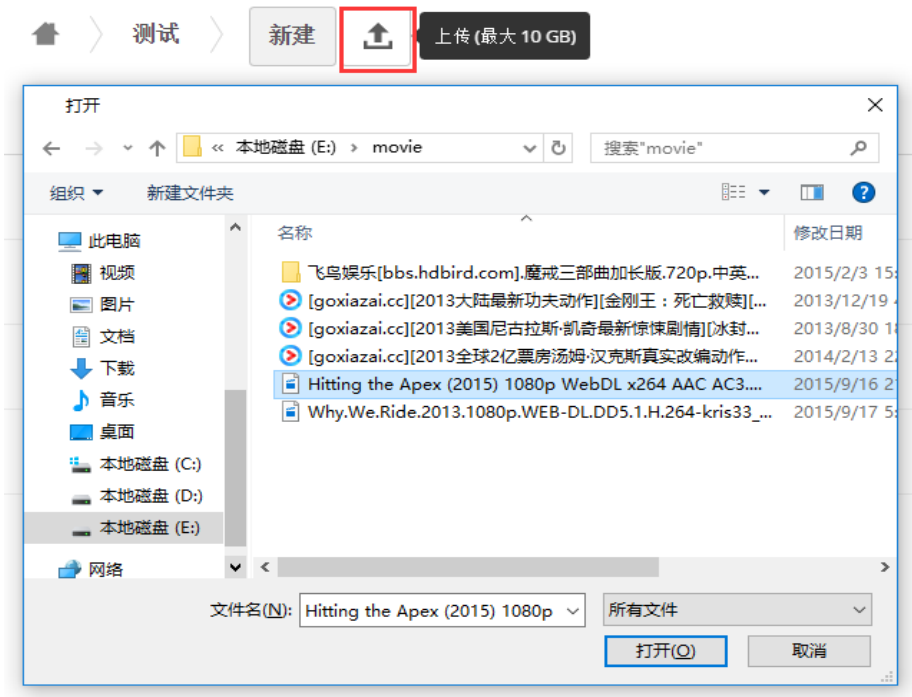 测试 新建 上传 (最大 10 GB)
打开
« 本地磁盘 (E:) › movie 搜索"movie"
组织 新建文件夹
名称 修改日期
此电脑
视频
图片
文档
下载
音乐
桌面
本地磁盘 (C:)
本地磁盘 (D:)
本地磁盘 (E:)
网络
飞鸟娱乐[bbs.hdbird.com].魔戒三部曲加长版.720p.中英... 2015/2/3 15:
[goxiazai.cc][2013大陆最新功夫动作][金刚王：死亡救赎][... 2013/12/19
[goxiazai.cc][2013美国尼古拉斯·凯奇最新惊悚剧情][冰封... 2013/8/30
[goxiazai.cc][2013全球2亿票房汤姆·汉克斯真实改编动作... 2014/2/13
Hitting the Apex (2015) 1080p WebDL x264 AAC AC3.... 2015/9/16
Why.We.Ride.2013.1080p.WEB-DL.DD5.1.H.264-kris33_... 2015/9/17 5:
文件名(N): Hitting the Apex (2015) 1080p 所有文件
打开(O) 取消